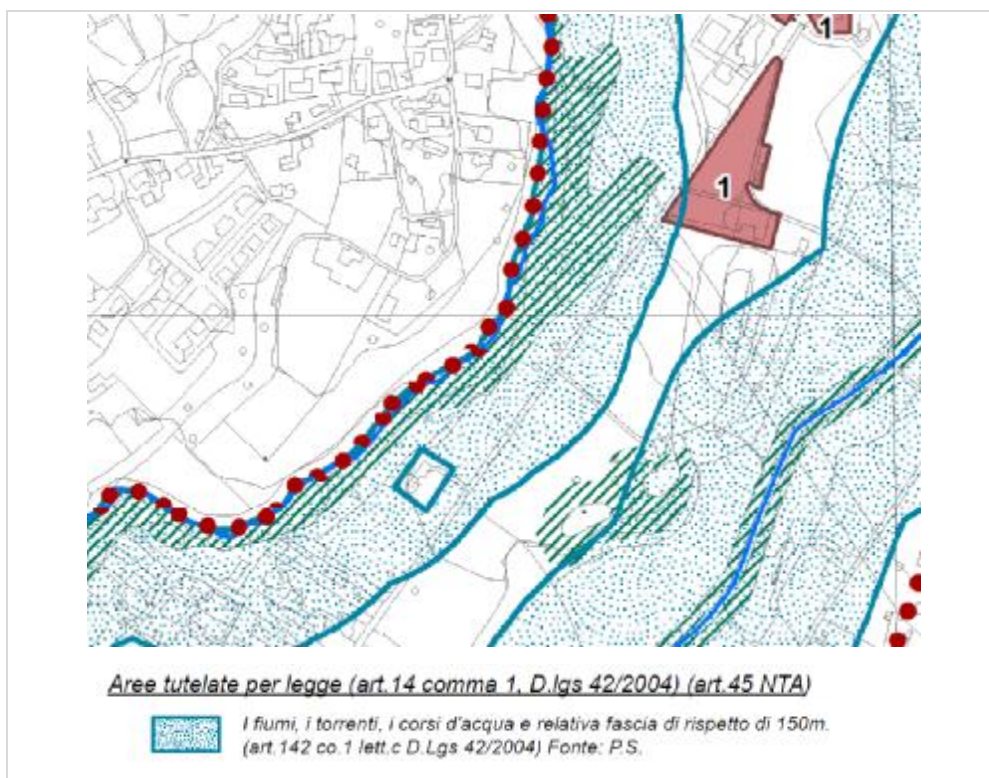 1
1
Aree tutelate per legge (art.14 comma 1, D.lgs 42/2004) (art.45 NTA)
I fiumi, i torrenti, i corsi d'acqua e relativa fascia di rispetto di 150m.
(art.142 co.1 lett.c D.Lgs 42/2004) Fonte: P.S.